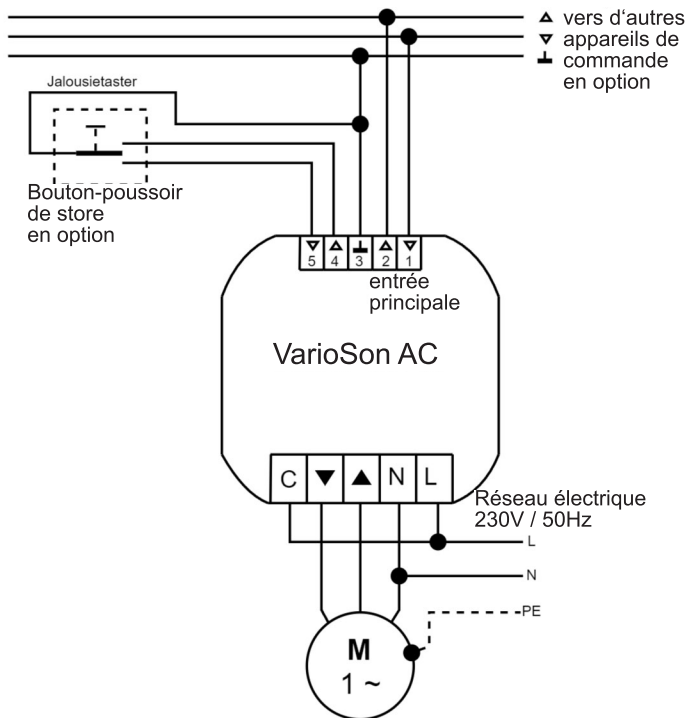 vers d‘autres
appareils de
commande
en option
Jalousietaster
Bouton-poussoir
de store
en option
5 4 3 2 1
entrée
principale
VarioSon AC
C N L
Réseau électrique
230V / 50Hz
L
N
PE
M
1 ~